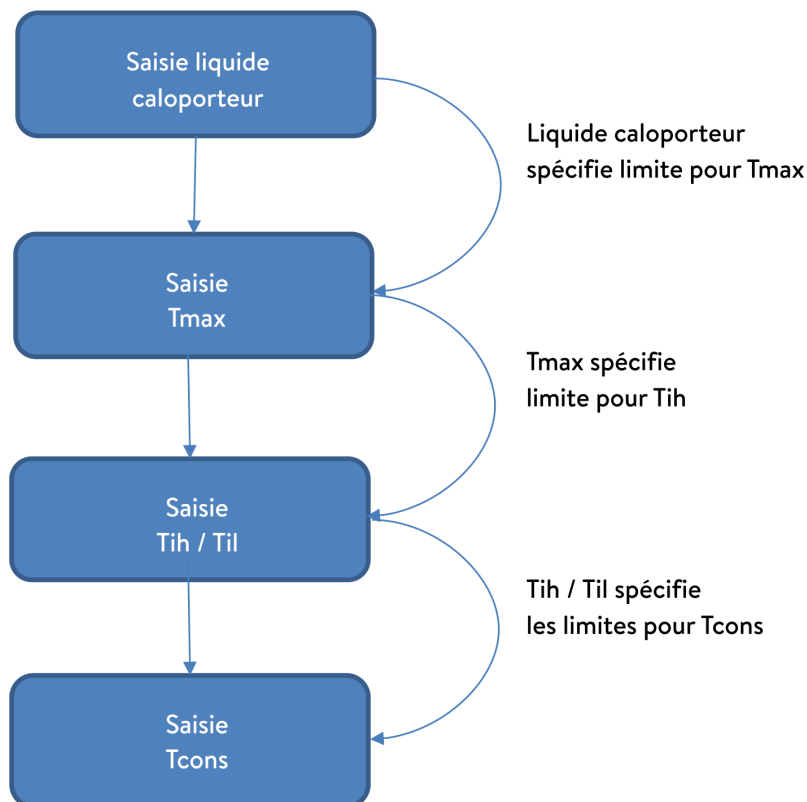 Saisie liquide
caloporteur
Liquide caloporteur
spécifie limite pour Tmax
Saisie
Tmax
Tmax spécifie
limite pour Tih
Saisie
Tih / Til
Tih / Til spécifie
les limites pour Tcons
Saisie
Tcons